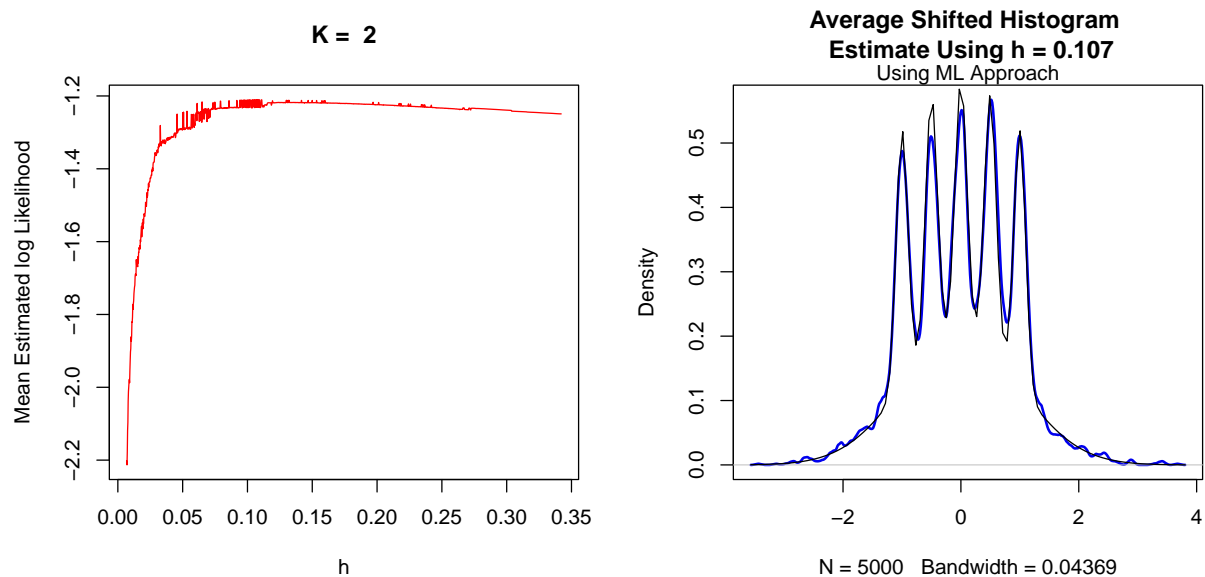 K = 2
Mean Estimated log Likelihood
−1.2
−1.4
−1.6
−1.8
−2.0
−2.2
0.00 0.05 0.10 0.15 0.20 0.25 0.30 0.35
h
Average Shifted Histogram
Estimate Using h = 0.107
Using ML Approach
Density
0.5
0.4
0.3
0.2
0.1
0.0
−2 0 2 4
N = 5000 Bandwidth = 0.04369